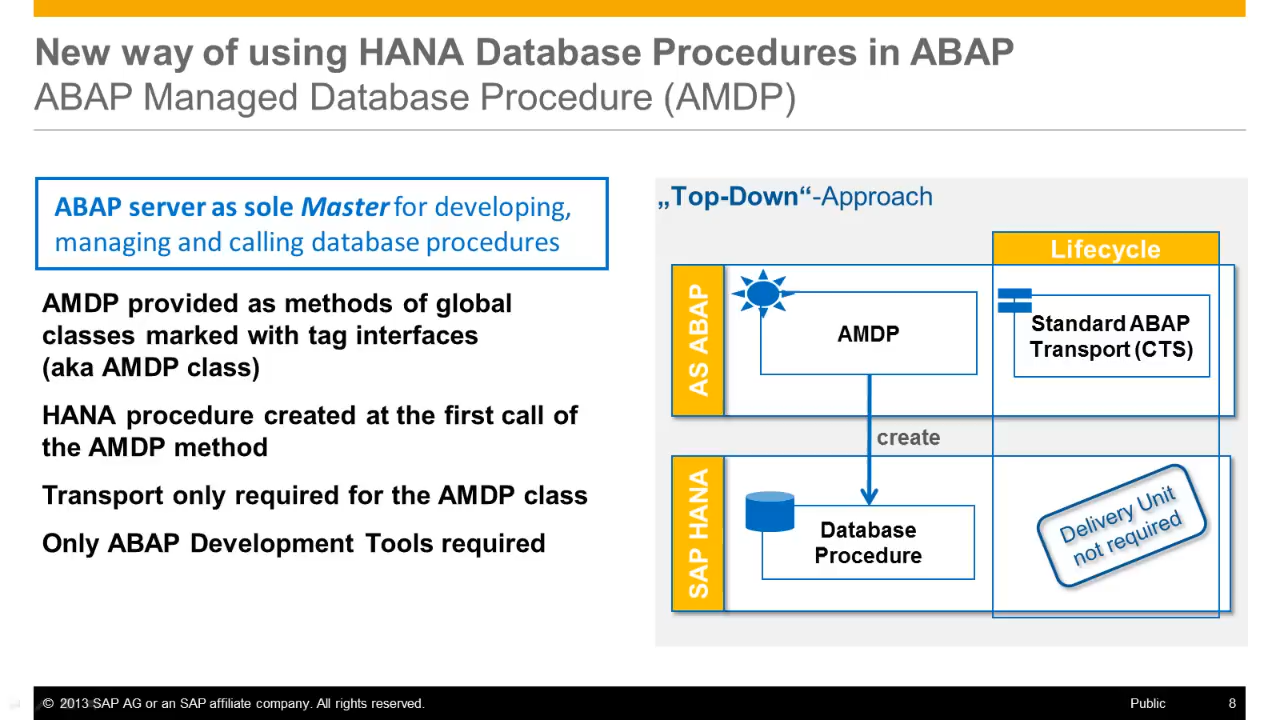 New way of using HANA Database Procedures in ABAP
ABAP Managed Database Procedure (AMDP)
ABAP server as sole Master for developing,
managing and calling database procedures
AMDP provided as methods of global
classes marked with tag interfaces
(aka AMDP class)
HANA procedure created at the first call of
the AMDP method
Transport only required for the AMDP class
Only ABAP Development Tools required
„Top-Down“-Approach
Lifecycle
AS ABAP
AMDP
Standard ABAP
Transport (CTS)
create
SAP HANA
Database
Procedure
Delivery Unit
not required
© 2013 SAP AG or an SAP affiliate company. All rights reserved.
Public
8